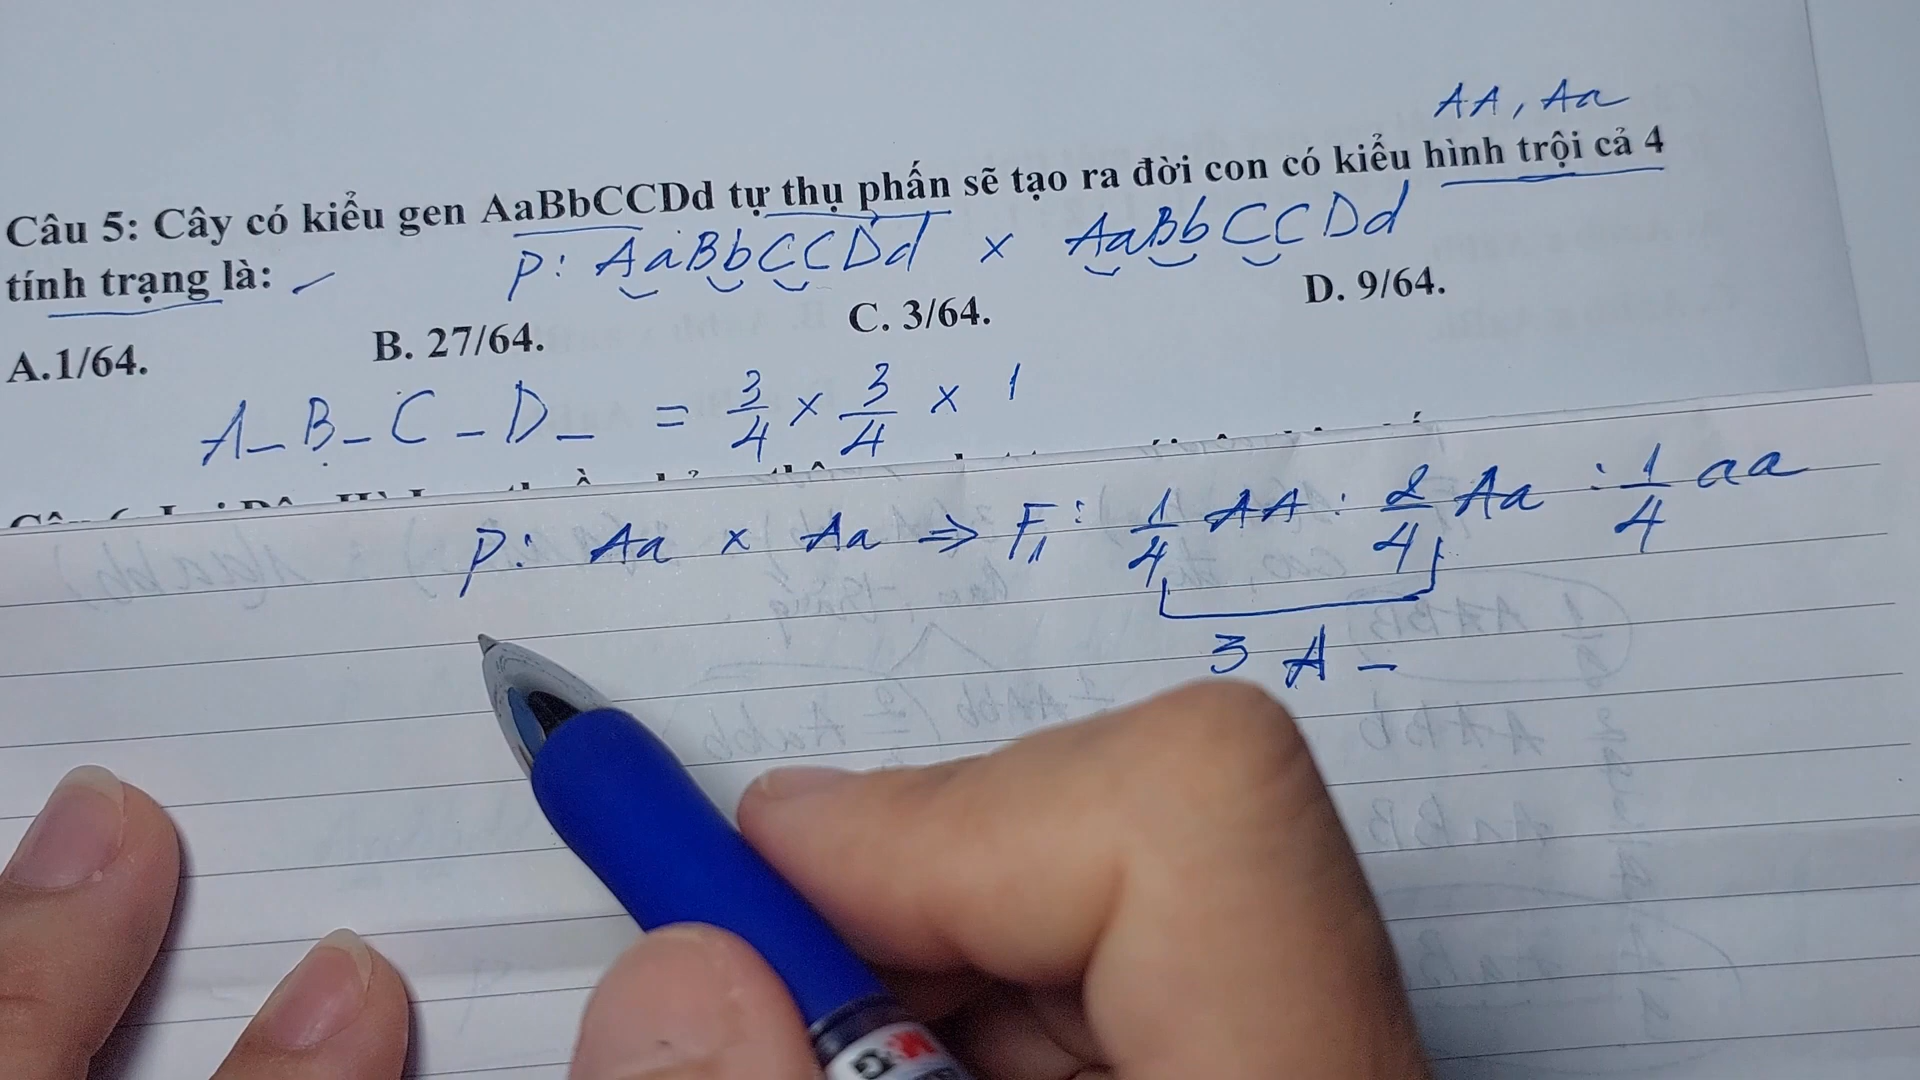 AA, Aa
Câu 5: Cây có kiểu gen AaBbCCDd tự thụ phấn sẽ tạo ra đời con có kiểu hình trội cả 4
tính trạng là:
P: AaBbCCDd x AaBbCCDd
A.1/64. B. 27/64. C. 3/64. D. 9/64.
A_B_C_D_ = 3/4 x 3/4 x 1
P: Aa x Aa => F1: 1/4 AA : 2/4 Aa : 1/4 aa
3 A_